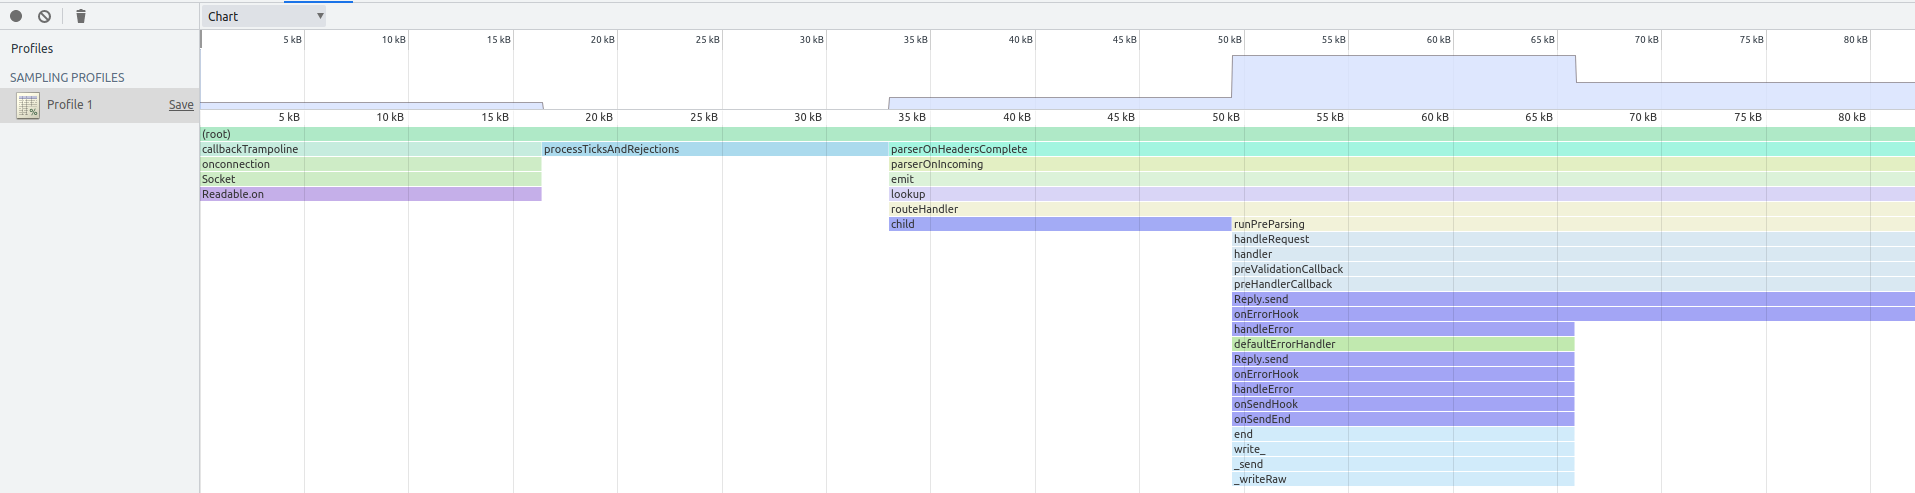 Chart
Profiles
SAMPLING PROFILES
Profile 1 Save
5 kB 10 kB 15 kB 20 kB 25 kB 30 kB 35 kB 40 kB 45 kB 50 kB 55 kB 60 kB 65 kB 70 kB 75 kB 80 kB
5 kB 10 kB 15 kB 20 kB 25 kB 30 kB 35 kB 40 kB 45 kB 50 kB 55 kB 60 kB 65 kB 70 kB 75 kB 80 kB
(root)
callbackTrampoline processTicksAndRejections parserOnHeadersComplete
onconnection parserOnIncoming
Socket emit
Readable.on lookup
routeHandler
child runPreParsing
handleRequest
handler
preValidationCallback
preHandlerCallback
Reply.send
onErrorHook
handleError
defaultErrorHandler
Reply.send
onErrorHook
handleError
onSendHook
onSendEnd
end
write_
_send
_writeRaw